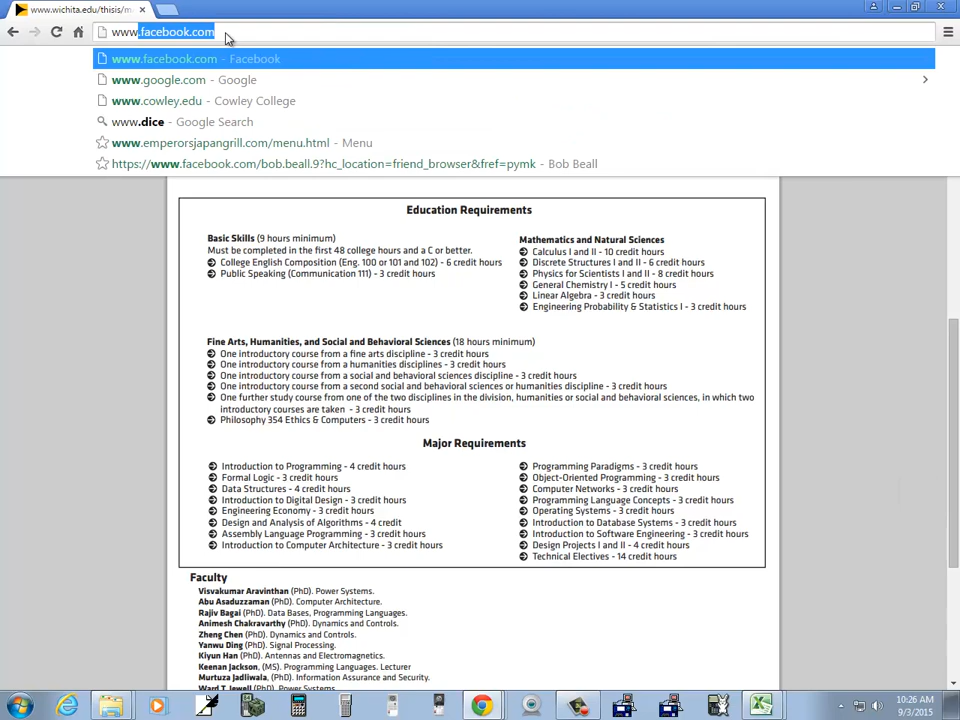 www.wichita.edu/thisis/m
www.facebook.com
www.facebook.com - Facebook
www.google.com - Google
www.cowley.edu - Cowley College
www.dice - Google Search
www.emperorsjapangrill.com/menu.html - Menu
https://www.facebook.com/bob.beall.9?hc_location=friend_browser&fref=pymk - Bob Beall
Education Requirements
Basic Skills (9 hours minimum)
Must be completed in the first 48 college hours and a C or better.
College English Composition (Eng. 100 or 101 and 102) - 6 credit hours
Public Speaking (Communication 111) - 3 credit hours
Mathematics and Natural Sciences
Calculus I and II - 10 credit hours
Discrete Structures I and II - 6 credit hours
Physics for Scientists I and II - 8 credit hours
General Chemistry I - 5 credit hours
Linear Algebra - 3 credit hours
Engineering Probability & Statistics I - 3 credit hours
Fine Arts, Humanities, and Social and Behavioral Sciences (18 hours minimum)
One introductory course from a fine arts discipline - 3 credit hours
One introductory course from a humanities disciplines - 3 credit hours
One introductory course from a social and behavioral sciences discipline - 3 credit hours
One introductory course from a second social and behavioral sciences or humanities discipline - 3 credit hours
One further study course from one of the two disciplines in the division, humanities or social and behavioral sciences, in which two
introductory courses are taken - 3 credit hours
Philosophy 354 Ethics & Computers - 3 credit hours
Major Requirements
Introduction to Programming - 4 credit hours
Formal Logic - 3 credit hours
Data Structures - 4 credit hours
Introduction to Digital Design - 3 credit hours
Engineering Economy - 3 credit hours
Design and Analysis of Algorithms - 4 credit
Assembly Language Programming - 3 credit hours
Introduction to Computer Architecture - 3 credit hours
Programming Paradigms - 3 credit hours
Object-Oriented Programming - 3 credit hours
Computer Networks - 3 credit hours
Programming Language Concepts - 3 credit hours
Operating Systems - 3 credit hours
Introduction to Database Systems - 3 credit hours
Introduction to Software Engineering - 3 credit hours
Design Projects I and II - 4 credit hours
Technical Electives - 14 credit hours
Faculty
Visvakumar Aravinthan (PhD). Power Systems.
Abu Asaduzzaman (PhD). Computer Architecture.
Rajiv Bagai (PhD). Data Bases, Programming Languages.
Animesh Chakravarthy (PhD). Dynamics and Controls.
Zheng Chen (PhD). Dynamics and Controls.
Yanwu Ding (PhD). Signal Processing.
Kiyun Han (PhD). Antennas and Electromagnetics.
Keenan Jackson, (MS). Programming Languages. Lecturer
Murtuza Jadliwala, (PhD). Information Assurance and Security.
Ward T. Jewell (PhD). Power Systems.
10:26 AM
9/3/2015